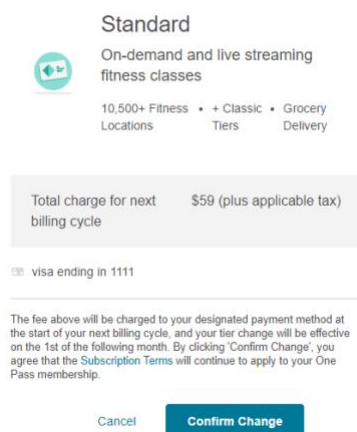 Standard
On-demand and live streaming
fitness classes
10,500+ Fitness • + Classic • Grocery
Locations Tiers Delivery
Total charge for next $59 (plus applicable tax)
billing cycle
visa ending in 1111
The fee above will be charged to your designated payment method at
the start of your next billing cycle, and your tier change will be effective
on the 1st of the following month. By clicking 'Confirm Change', you
agree that the Subscription Terms will continue to apply to your One
Pass membership.
Cancel Confirm Change